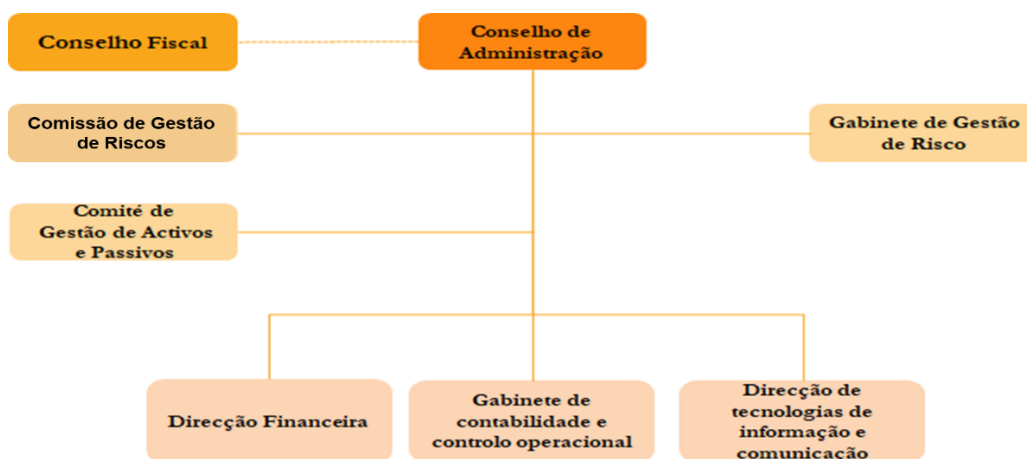 Conselho Fiscal
Conselho de
Administração
Comissão de Gestão
de Riscos
Gabinete de Gestão
de Risco
Comité de
Gestão de Activos
e Passivos
Direcção Financeira
Gabinete de
contabilidade e
controlo operacional
Direcção de
tecnologias de
informação e
comunicação